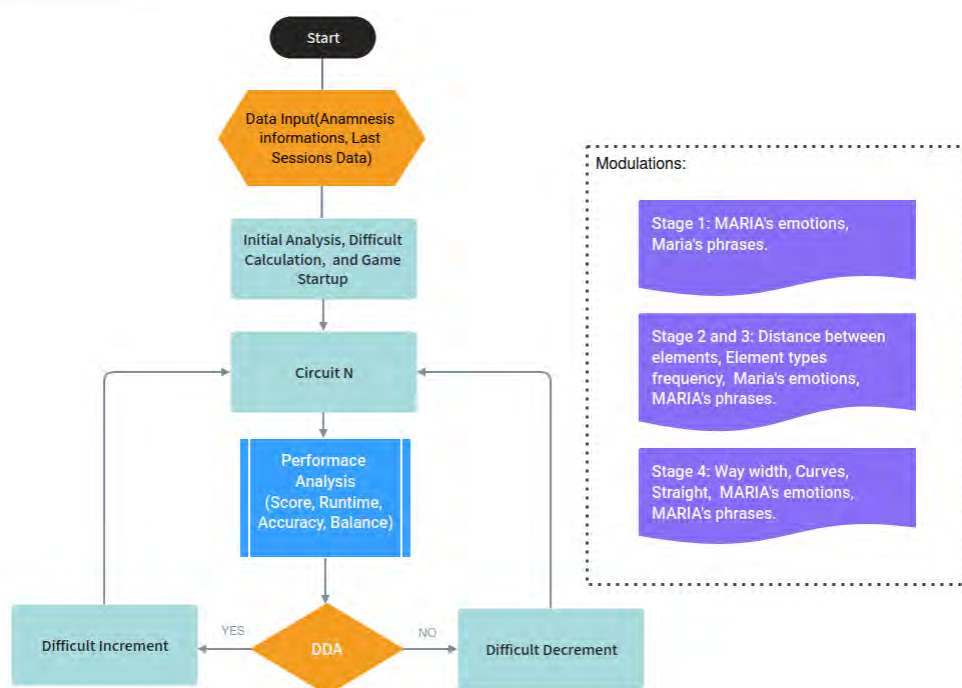 Start
Data Input(Anamnesis
informations, Last
Sessions Data)
Initial Analysis, Difficult
Calculation, and Game
Startup
Circuit N
Performace
Analysis
(Score, Runtime,
Accuracy, Balance)
DDA
YES
NO
Difficult Increment
Difficult Decrement
Modulations:
Stage 1: MARIA's emotions,
Maria's phrases.
Stage 2 and 3: Distance between
elements, Element types
frequency, Maria's emotions,
MARIA's phrases.
Stage 4: Way width, Curves,
Straight, MARIA's emotions,
MARIA's phrases.